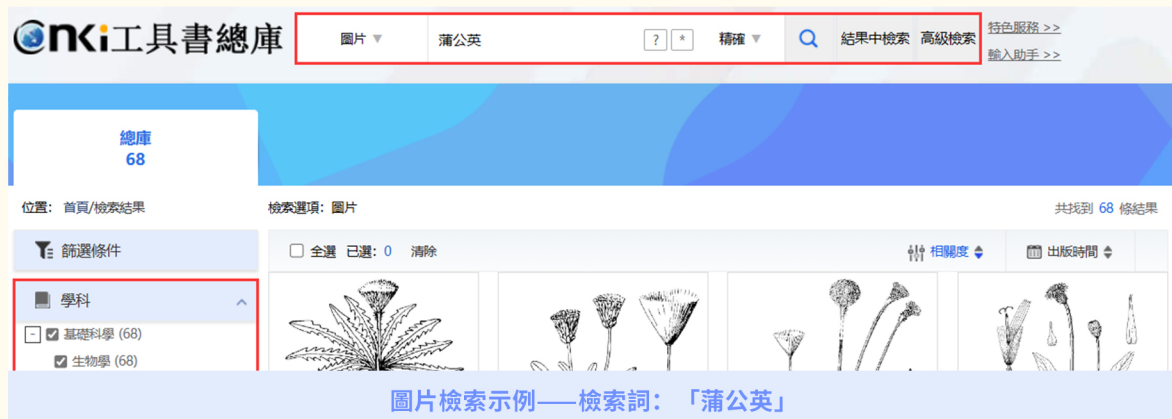 cnki工具書總庫
圖片 ▼ 蒲公英 ? * 精確 ▼ 結果中檢索 高級檢索
特色服務 >>
輸入助手 >>
總庫
68
位置: 首頁/檢索結果
檢索選項: 圖片
共找到 68 條結果
篩選條件
全選 已選: 0 清除
相關度
出版時間
學科
- 基礎科學 (68)
生物學 (68)
圖片檢索示例——檢索詞: 「蒲公英」